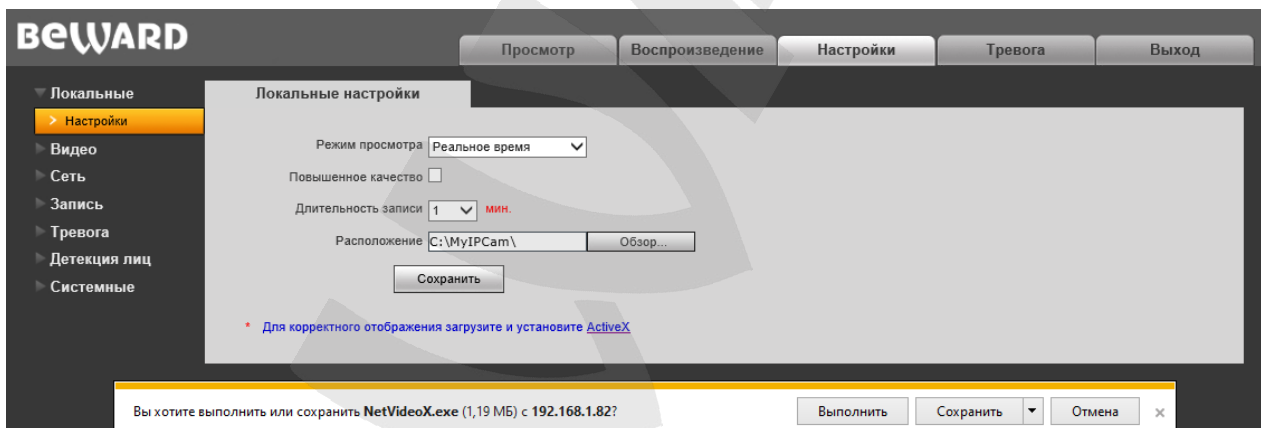 BEWARD
Просмотр Воспроизведение Настройки Тревога Выход
Локальные
> Настройки
Видео
Сеть
Запись
Тревога
Детекция лиц
Системные
Локальные настройки
Режим просмотра Реальное время
Повышенное качество
Длительность записи 1 мин.
Расположение C:\MyIPCam\ Обзор...
Сохранить
* Для корректного отображения загрузите и установите ActiveX
Вы хотите выполнить или сохранить NetVideoX.exe (1,19 МБ) с 192.168.1.82? Выполнить Сохранить Отмена ×